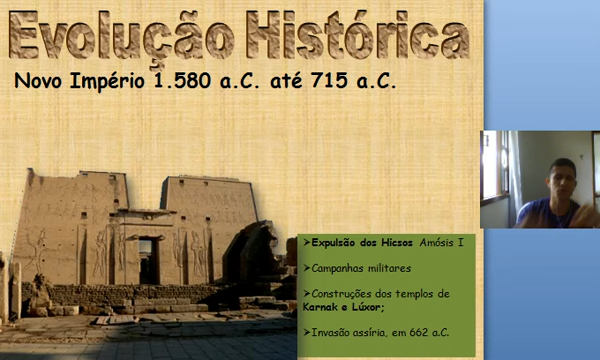 Evolução Histórica
Novo Império 1.580 a.C. até 715 a.C.
➢Expulsão dos Hicsos Amósis I
➢Campanhas militares
➢Construções dos templos de
Karnak e Lúxor;
➢Invasão assíria, em 662 a.C.